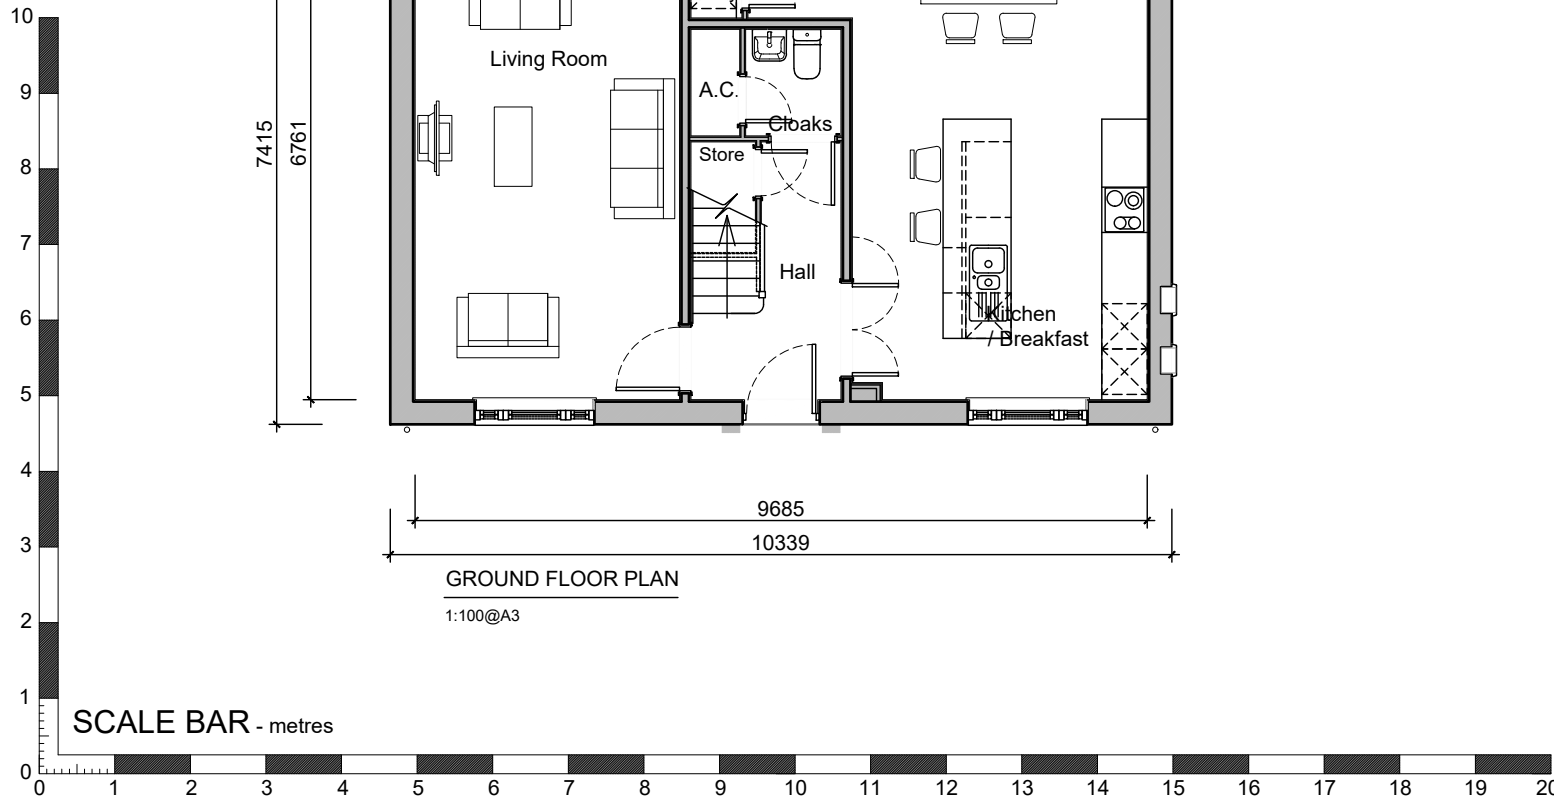 10
9
8
7
6
5
4
3
2
1
0
7415
6761
Living Room
A.C.
Cloaks
Store
Hall
Kitchen
/ Breakfast
9685
10339
GROUND FLOOR PLAN
1:100@A3
SCALE BAR - metres
0 1 2 3 4 5 6 7 8 9 10 11 12 13 14 15 16 17 18 19 20